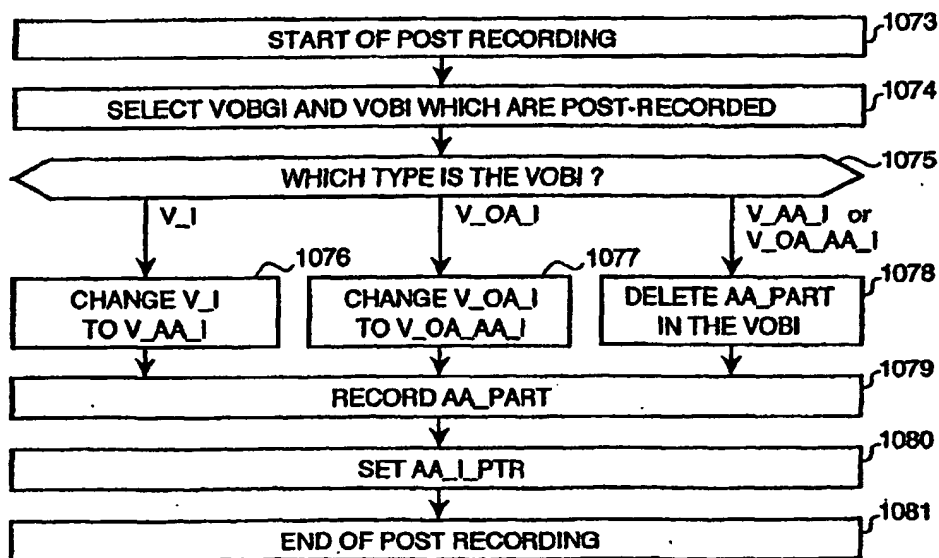 START OF POST RECORDING
1073
SELECT VOBGI AND VOBI WHICH ARE POST-RECORDED
1074
WHICH TYPE IS THE VOBI ?
1075
V_I
V_OA_I
V_AA_I or
V_OA_AA_I
1076
1077
1078
CHANGE V_I
TO V_AA_I
CHANGE V_OA_I
TO V_OA_AA_I
DELETE AA_PART
IN THE VOBI
RECORD AA_PART
1079
SET AA_I_PTR
1080
END OF POST RECORDING
1081